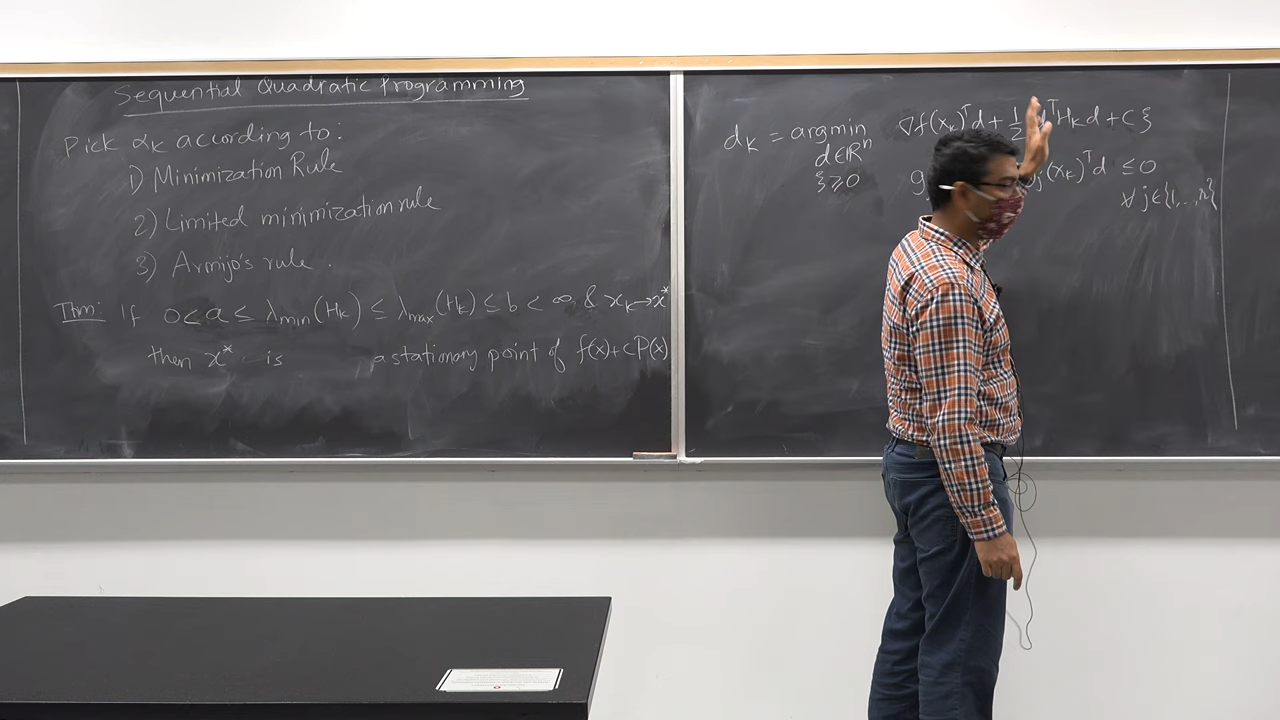 Sequential Quadratic Programming
Pick αₖ according to:
1) Minimization Rule
2) Limited minimization rule
3) Armijo's rule.
Thm: If 0 < a ≤ λmin(Hₖ) ≤ λmax(Hₖ) ≤ b < ∞ & xₖ → x*
then x* is a stationary point of f(x)+cP(x)
dₖ = argmin ∇f(xₖ)ᵀd + 1/2 dᵀHₖd + C ξ
d∈ℝⁿ
ξ ≥ 0 g j(xₖ)ᵀd ≤ 0
∀ j∈{1,..,r}